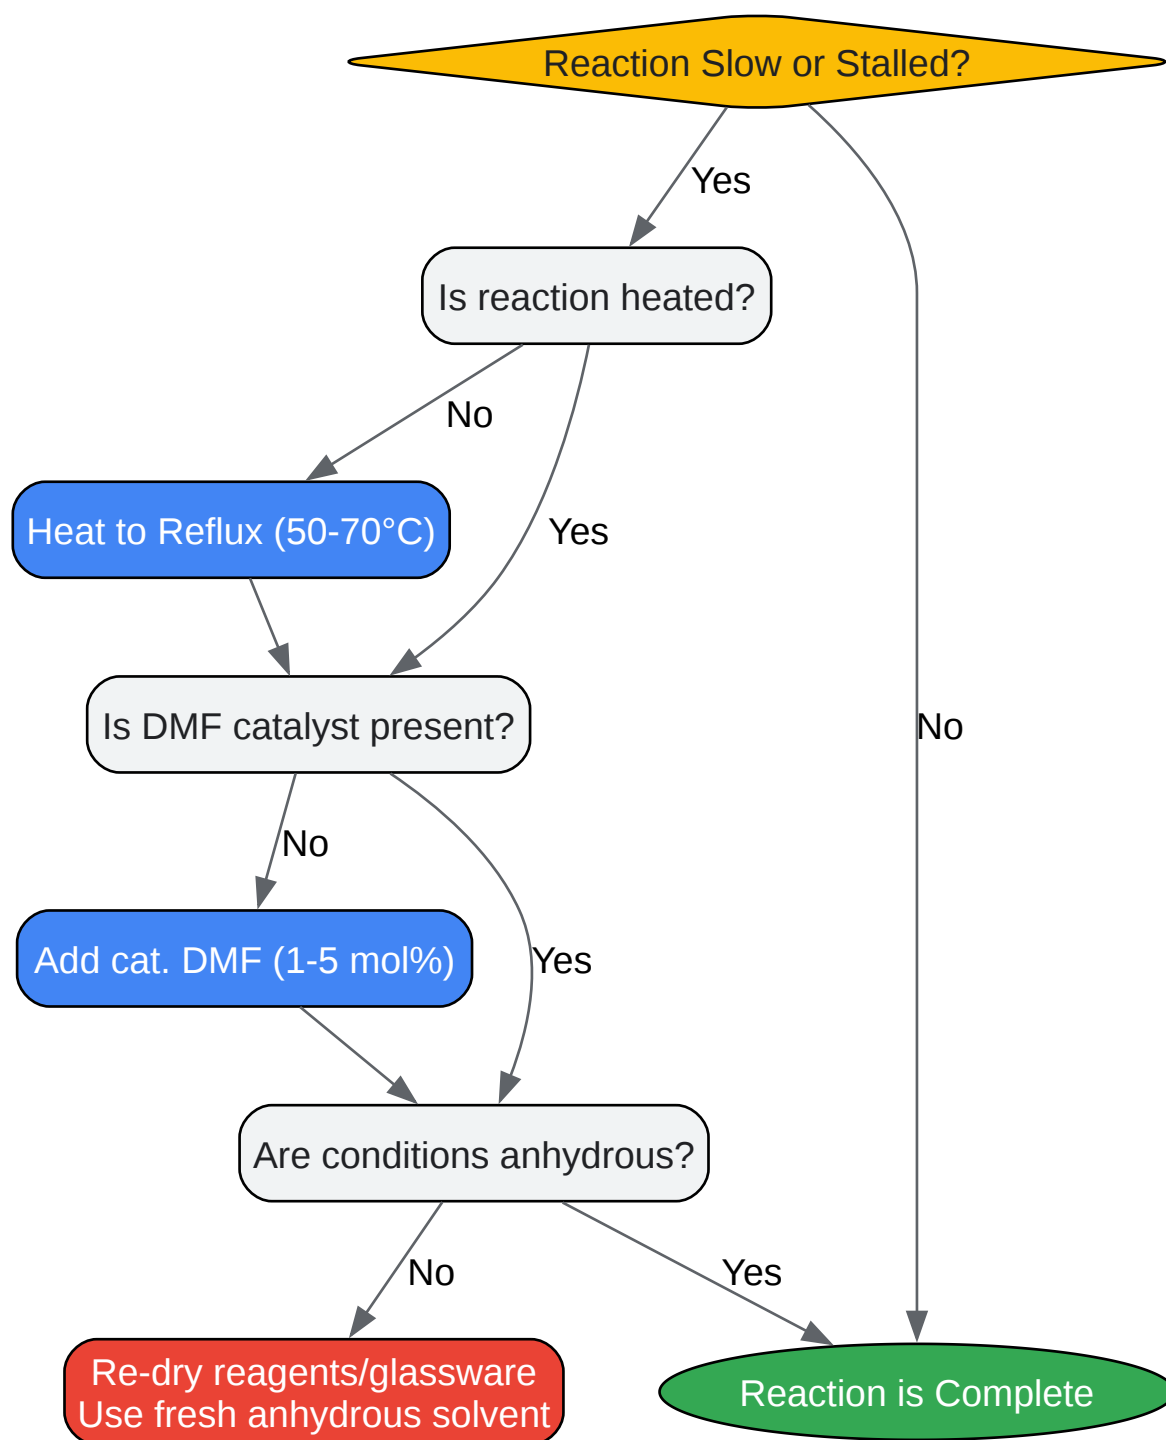 Reaction Slow or Stalled?
Yes
Is reaction heated?
No
Heat to Reflux (50-70°C)
Yes
Is DMF catalyst present?
No
No
Add cat. DMF (1-5 mol%)
Yes
Are conditions anhydrous?
No
Yes
Re-dry reagents/glassware
Use fresh anhydrous solvent
Reaction is Complete